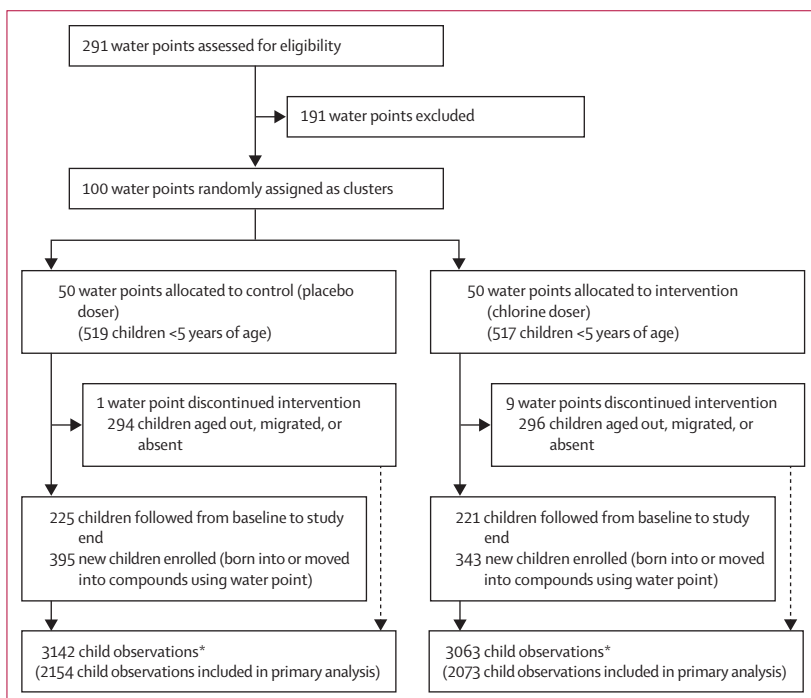 291 water points assessed for eligibility
191 water points excluded
100 water points randomly assigned as clusters
50 water points allocated to control (placebo
doser)
(519 children <5 years of age)
50 water points allocated to intervention
(chlorine doser)
(517 children <5 years of age)
1 water point discontinued intervention
294 children aged out, migrated, or
absent
9 water points discontinued intervention
296 children aged out, migrated, or
absent
225 children followed from baseline to study
end
395 new children enrolled (born into or moved
into compounds using water point)
221 children followed from baseline to study
end
343 new children enrolled (born into or moved
into compounds using water point)
3142 child observations*
(2154 child observations included in primary analysis)
3063 child observations*
(2073 child observations included in primary analysis)